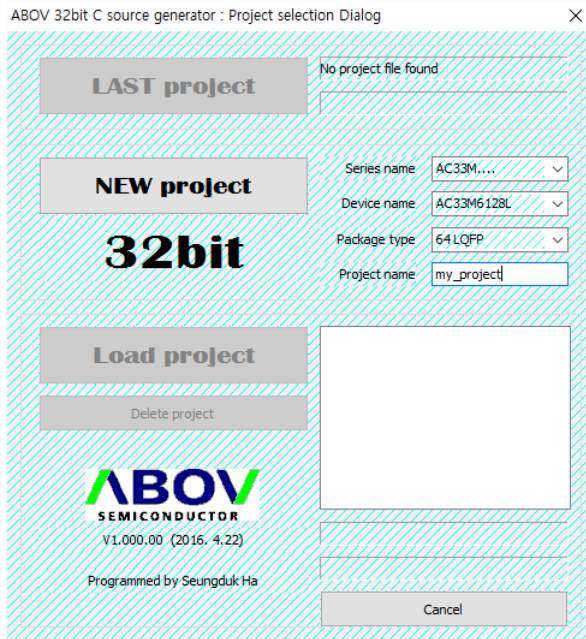 ABOV 32bit C source generator : Project selection Dialog
LAST project
No project file found
NEW project
32bit
Series name AC33M....
Device name AC33M6128L
Package type 64 LQFP
Project name my_project
Load project
Delete project
ABOV
SEMICONDUCTOR
V1.000.00 (2016. 4.22)
Programmed by Seungduk Ha
Cancel